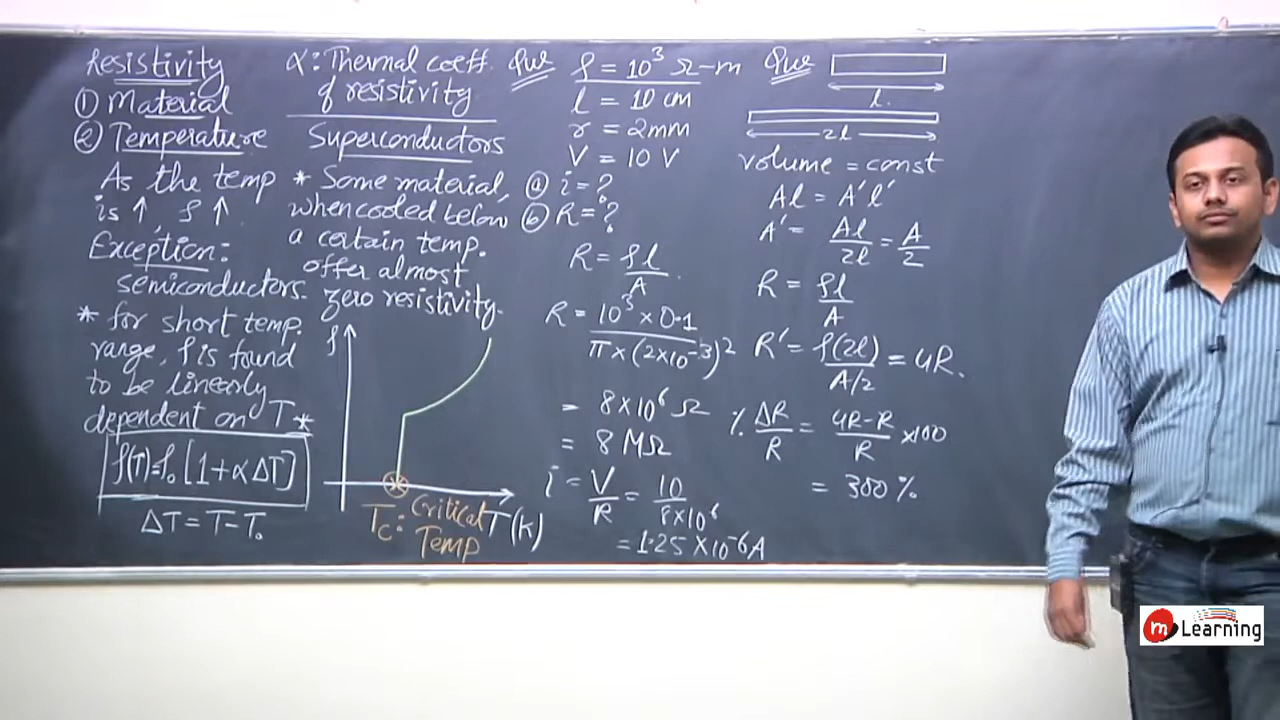 Resistivity
① Material
② Temperature
As the temp
is ↑ ρ ↑
Exception:
semiconductors.
* for short temp.
range, ρ is found
to be linearly
dependent on T *
ρ(T)=ρ₀ [1+α ΔT]
ΔT = T-T₀
α: Thermal coeff.
of resistivity
Superconductors
* Some material,
when cooled below
a certain temp.
offer almost
zero resistivity.
ρ
T(K)
Tc: Critical
Temp
Que
ρ = 10³ Ω-m
l = 10 cm
r = 2mm
V = 10 V
ⓐ i = ?
ⓑ R = ?
R = ρl/A
R = 10³ × 0.1/π×(2×10⁻³)²
= 8×10⁶ Ω
= 8 MΩ
i = V/R = 10/8×10⁶
= 1.25 ×10⁻⁶A
Que
l.
2l
volume = const
Al = A'l'
A' = Al/2l = A/2
R = ρl/A
R' = ρ(2l)/A/2 = 4R.
% ΔR/R = 4R-R/R ×100
= 300 %
m Learning